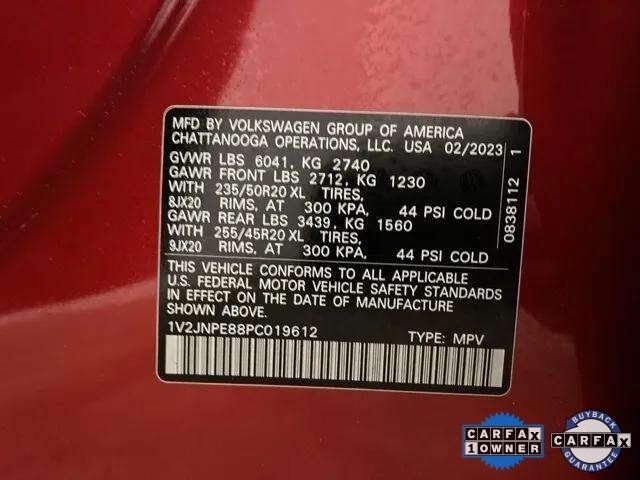 MFD BY VOLKSWAGEN GROUP OF AMERICA
CHATTANOOGA OPERATIONS, LLC. USA 02/2023
GVWR LBS 6041, KG 2740
GAWR FRONT LBS 2712, KG 1230
WITH 235/50R20 XL TIRES,
8JX20 RIMS, AT 300 KPA, 44 PSI COLD
GAWR REAR LBS 3439, KG 1560
WITH 255/45R20 XL TIRES,
9JX20 RIMS, AT 300 KPA, 44 PSI COLD
THIS VEHICLE CONFORMS TO ALL APPLICABLE
U.S. FEDERAL MOTOR VEHICLE SAFETY STANDARDS
IN EFFECT ON THE DATE OF MANUFACTURE
SHOWN ABOVE.
1V2JNPE88PC019612 TYPE: MPV
0838112 1
CARFAX
1 OWNER
BUYBACK
CARFAX
GUARANTEE